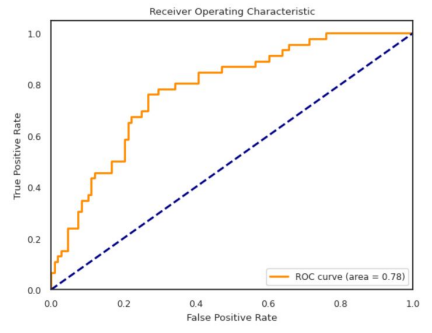 Receiver Operating Characteristic
1.0
0.8
0.6
0.4
0.2
0.0
True Positive Rate
ROC curve (area = 0.78)
0.0 0.2 0.4 0.6 0.8 1.0
False Positive Rate